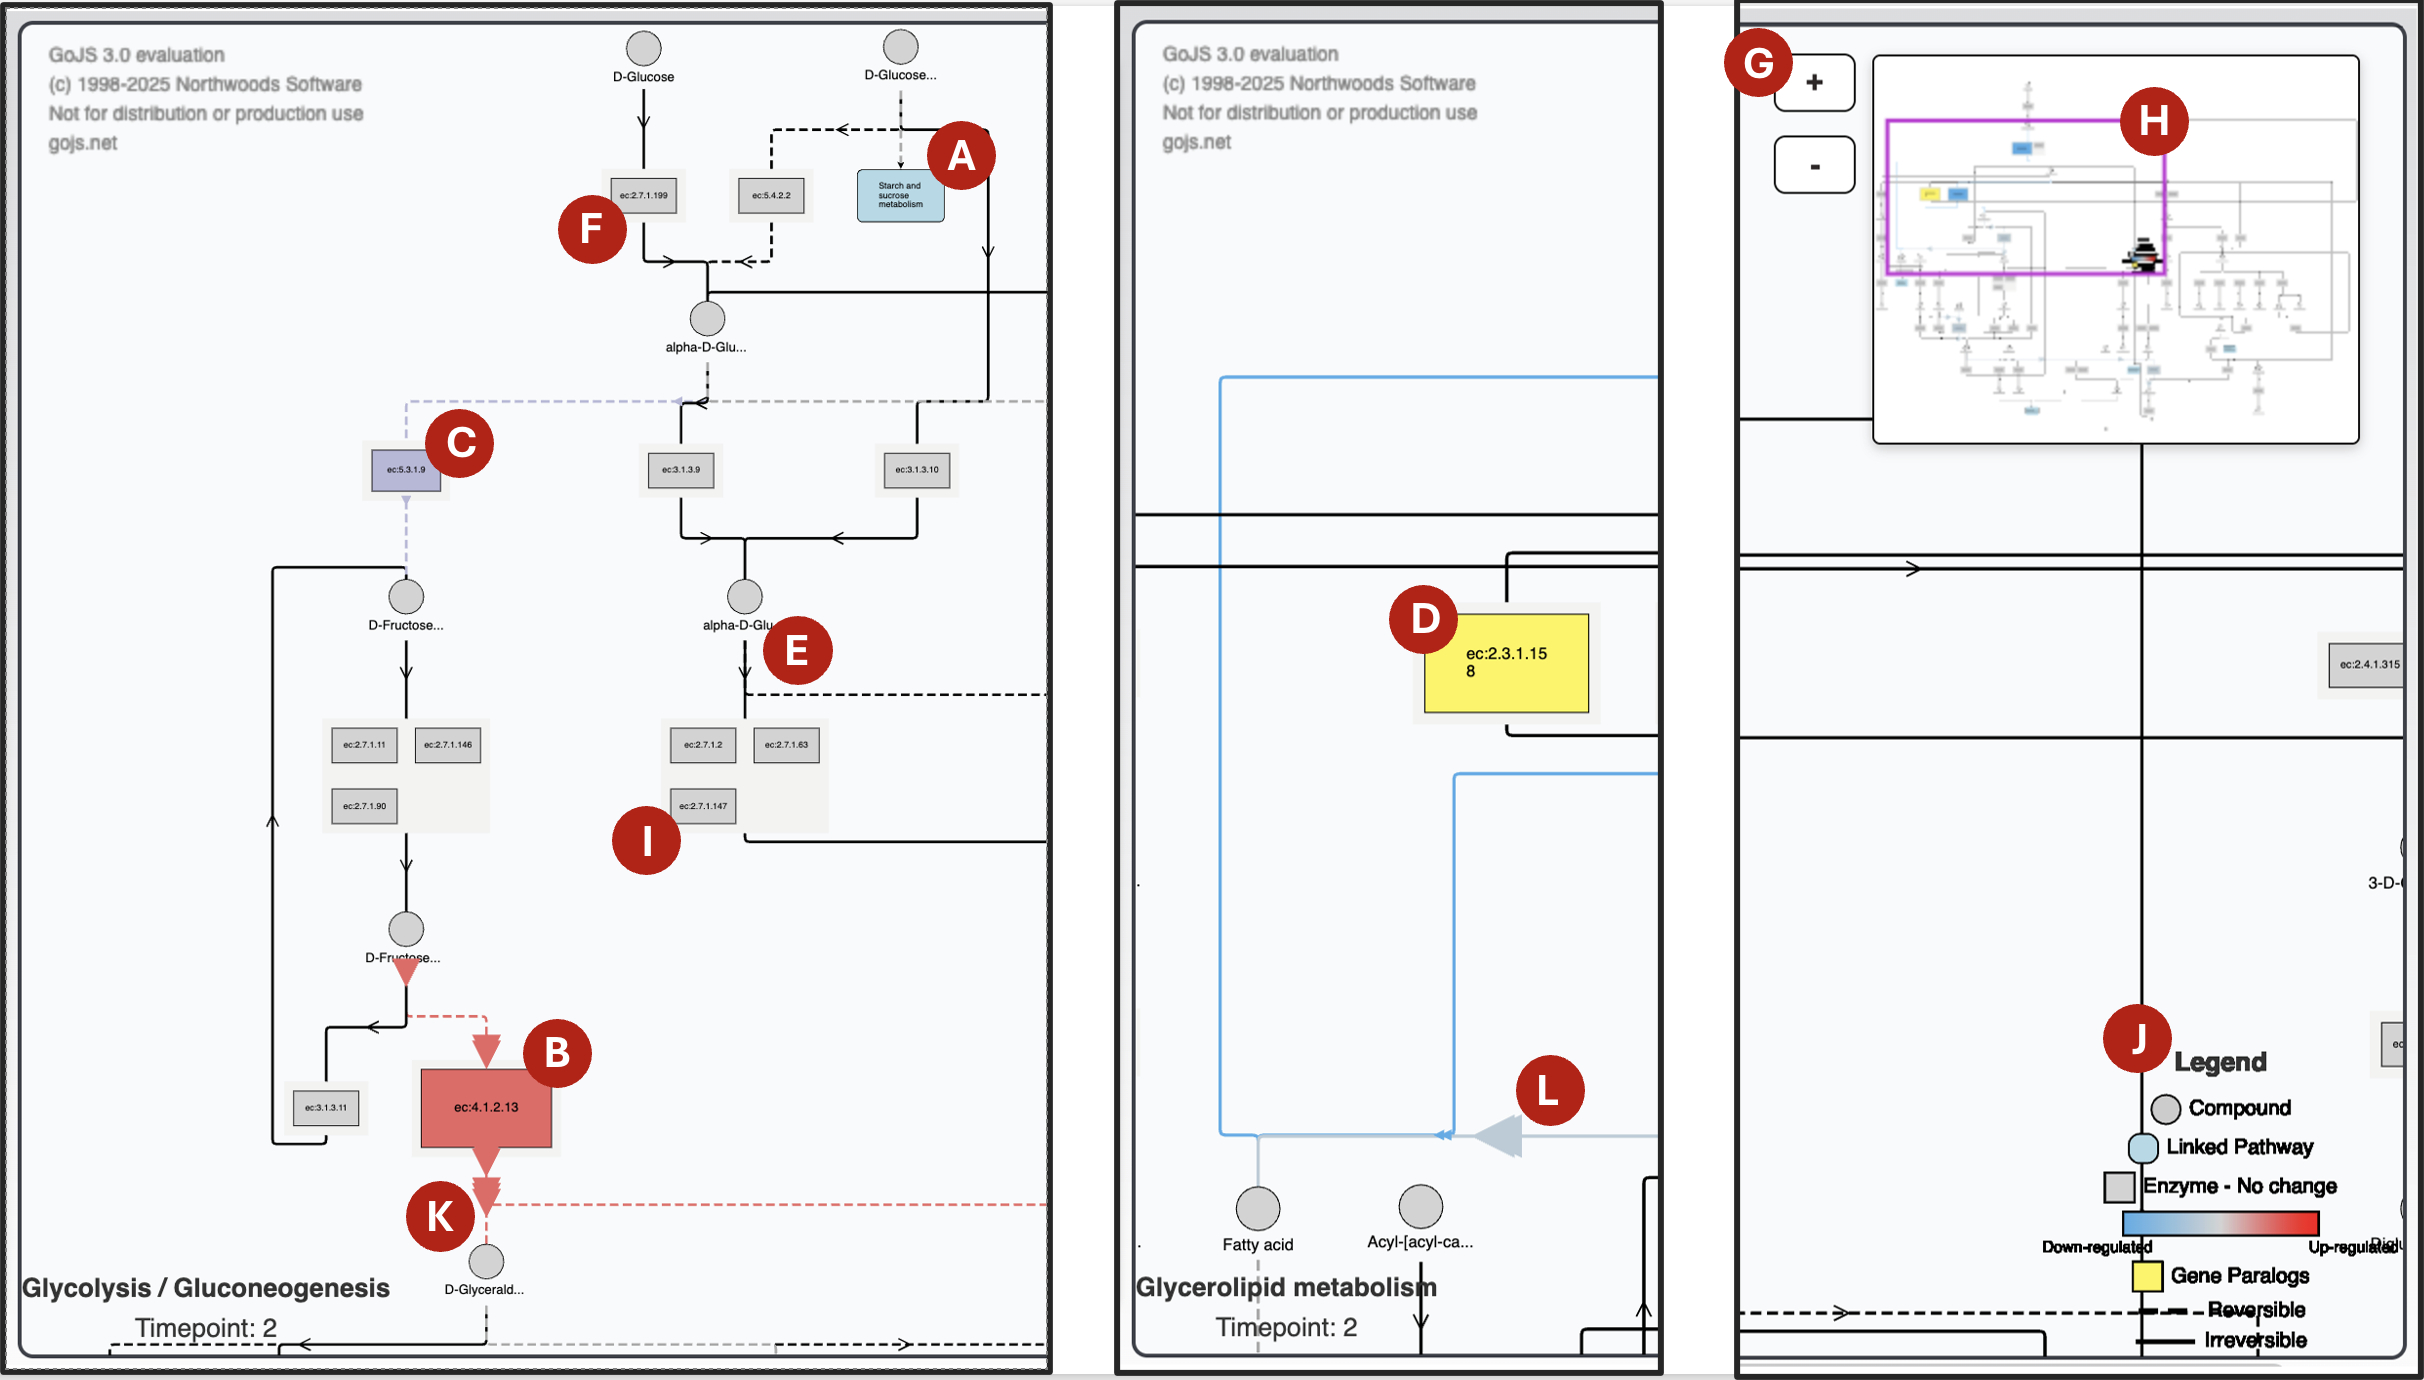 GoJS 3.0 evaluation
(c) 1998-2025 Northwoods Software
Not for distribution or production use
gojs.net
D-Glucose
D-Glucose...
A
ec:2.7.1.199
ec:5.4.2.2
Starch and
sucrose
metabolism
F
alpha-D-Glu...
C
ec:5.3.1.9
ec:3.1.3.9
ec:3.1.3.10
D-Fructose...
alpha-D-Glu
E
ec:2.7.1.11
ec:2.7.1.146
ec:2.7.1.2
ec:2.7.1.63
ec:2.7.1.90
ec:2.7.1.147
I
D-Fructose...
B
ec:3.1.3.11
ec:4.1.2.13
K
D-Glycerald...
Glycolysis / Gluconeogenesis
Timepoint: 2
GoJS 3.0 evaluation
(c) 1998-2025 Northwoods Software
Not for distribution or production use
gojs.net
D
ec:2.3.1.15
8
L
Fatty acid
Acyl-[acyl-ca...
Glycerolipid metabolism
Timepoint: 2
G
+
-
H
ec:2.4.1.315
3-D-
ec
J
Legend
Compound
Linked Pathway
Enzyme - No change
Down-regulated
Up-regulated
Gene Paralogs
Reversible
Irreversible